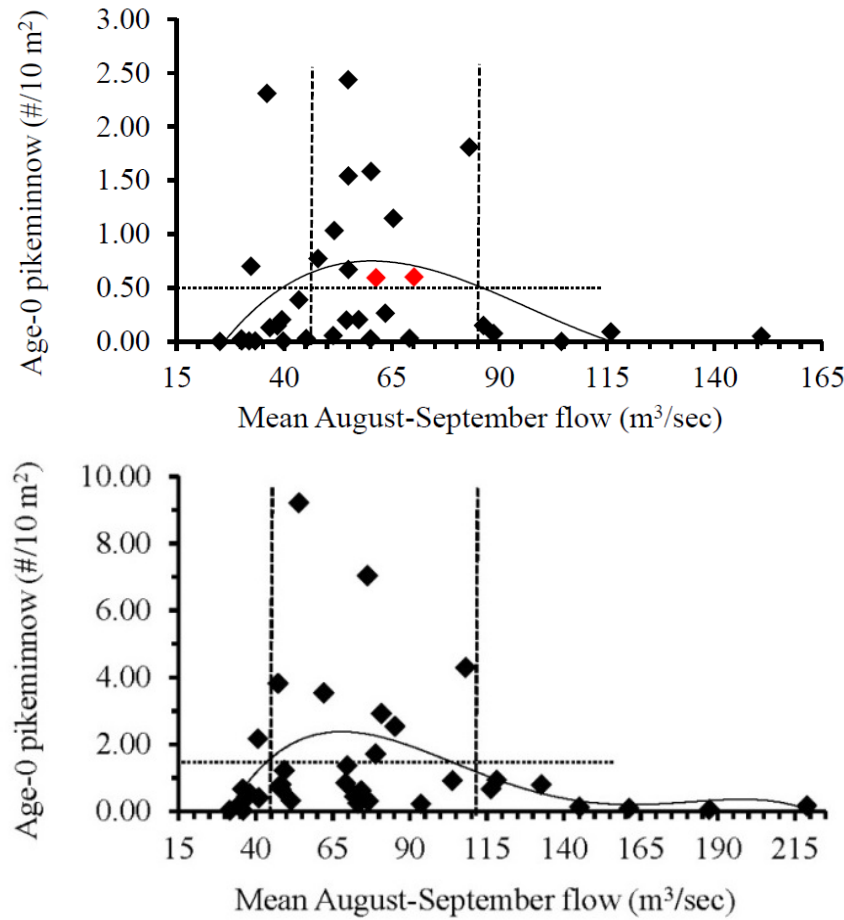 Age-0 pikeminnow (#/10 m²)
3.00
2.50
2.00
1.50
1.00
0.50
0.00
15 40 65 90 115 140 165
Mean August-September flow (m³/sec)
Age-0 pikeminnow (#/10 m²)
10.00
8.00
6.00
4.00
2.00
0.00
15 40 65 90 115 140 165 190 215
Mean August-September flow (m³/sec)